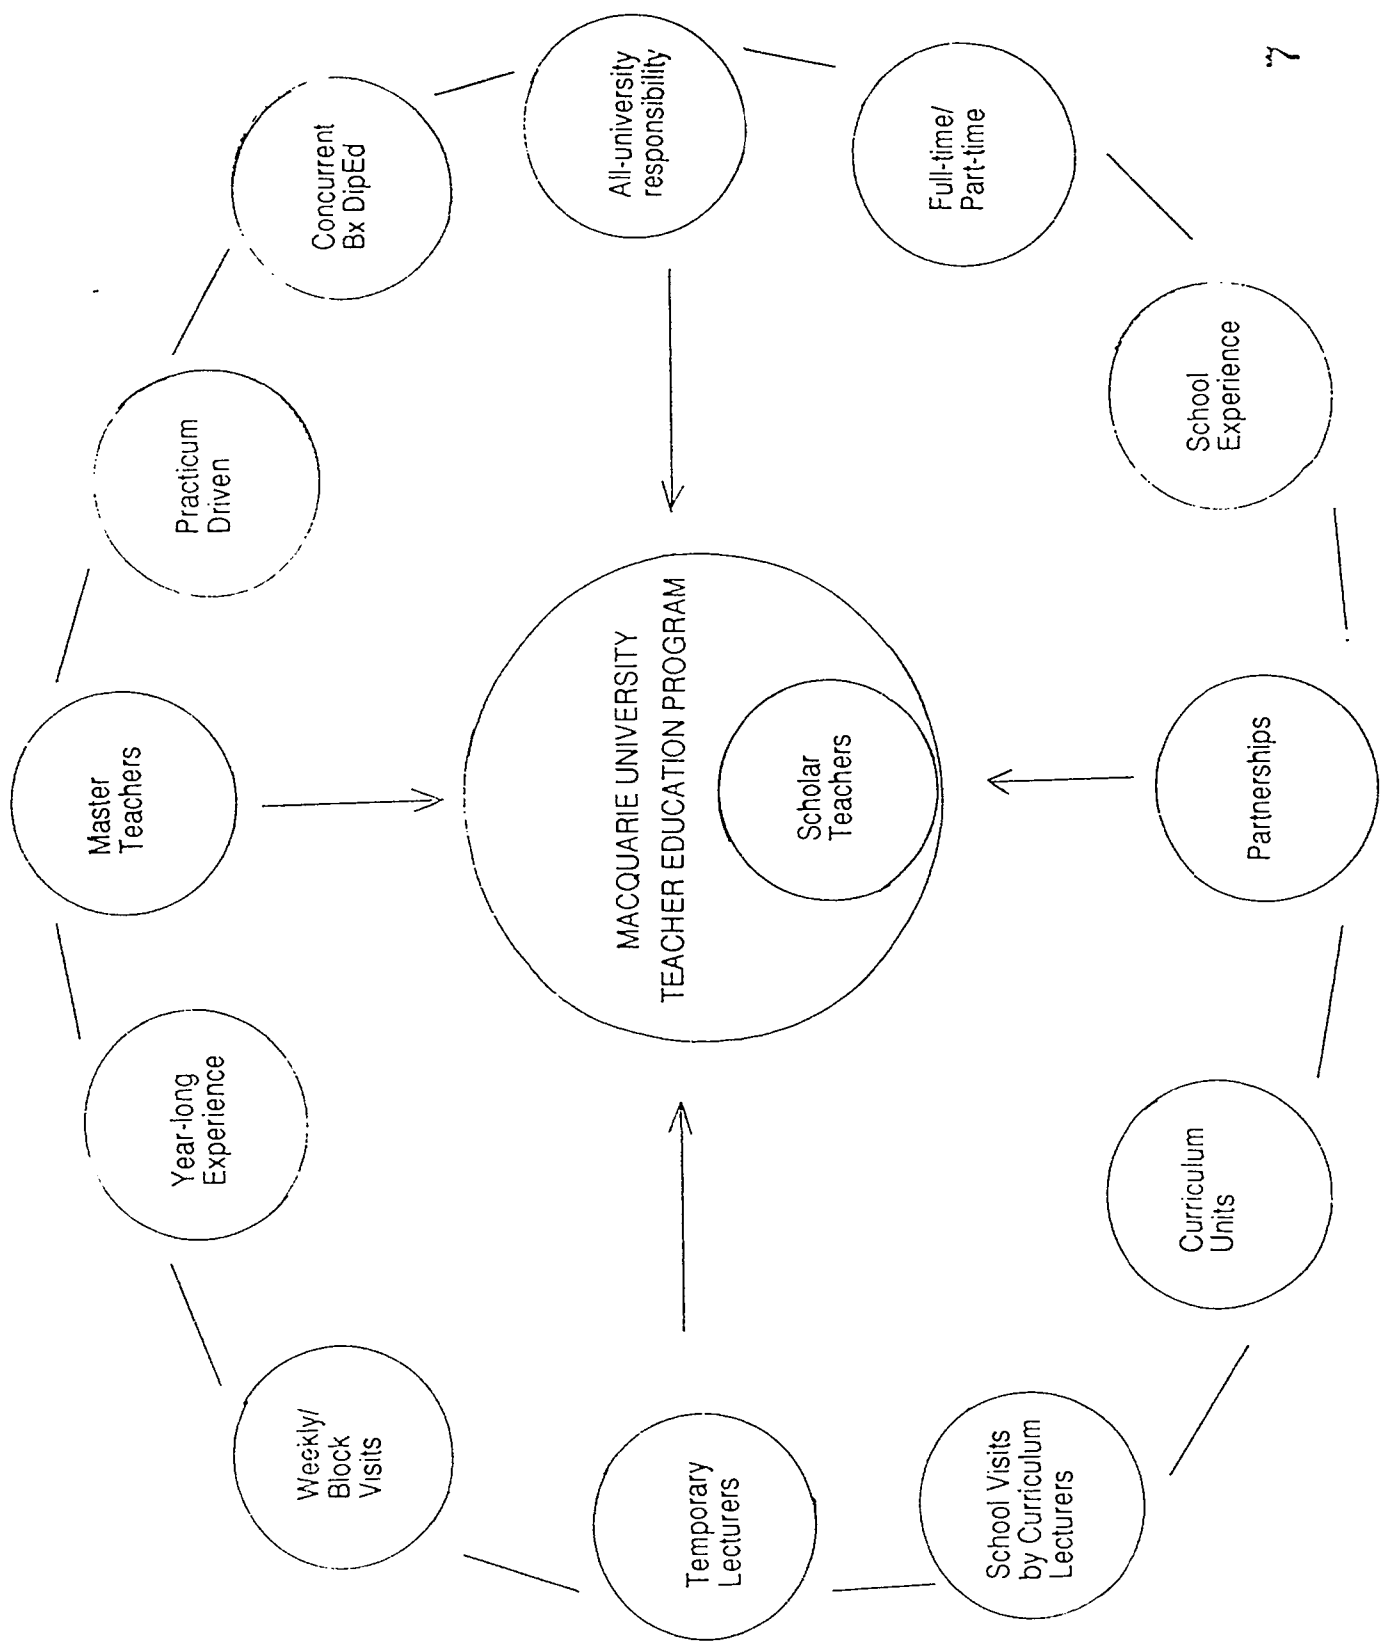 Master
Teachers
Year-long
Experience
Practicum
Driven
Weekly/
Block
Visits
Concurrent
Bx DipEd
MACQUARIE UNIVERSITY
TEACHER EDUCATION PROGRAM
Temporary
Lecturers
All-university
responsibility
Scholar
Teachers
School Visits
by Curriculum
Lecturers
Full-time/
Part-time
Curriculum
Units
School
Experience
Partnerships
7